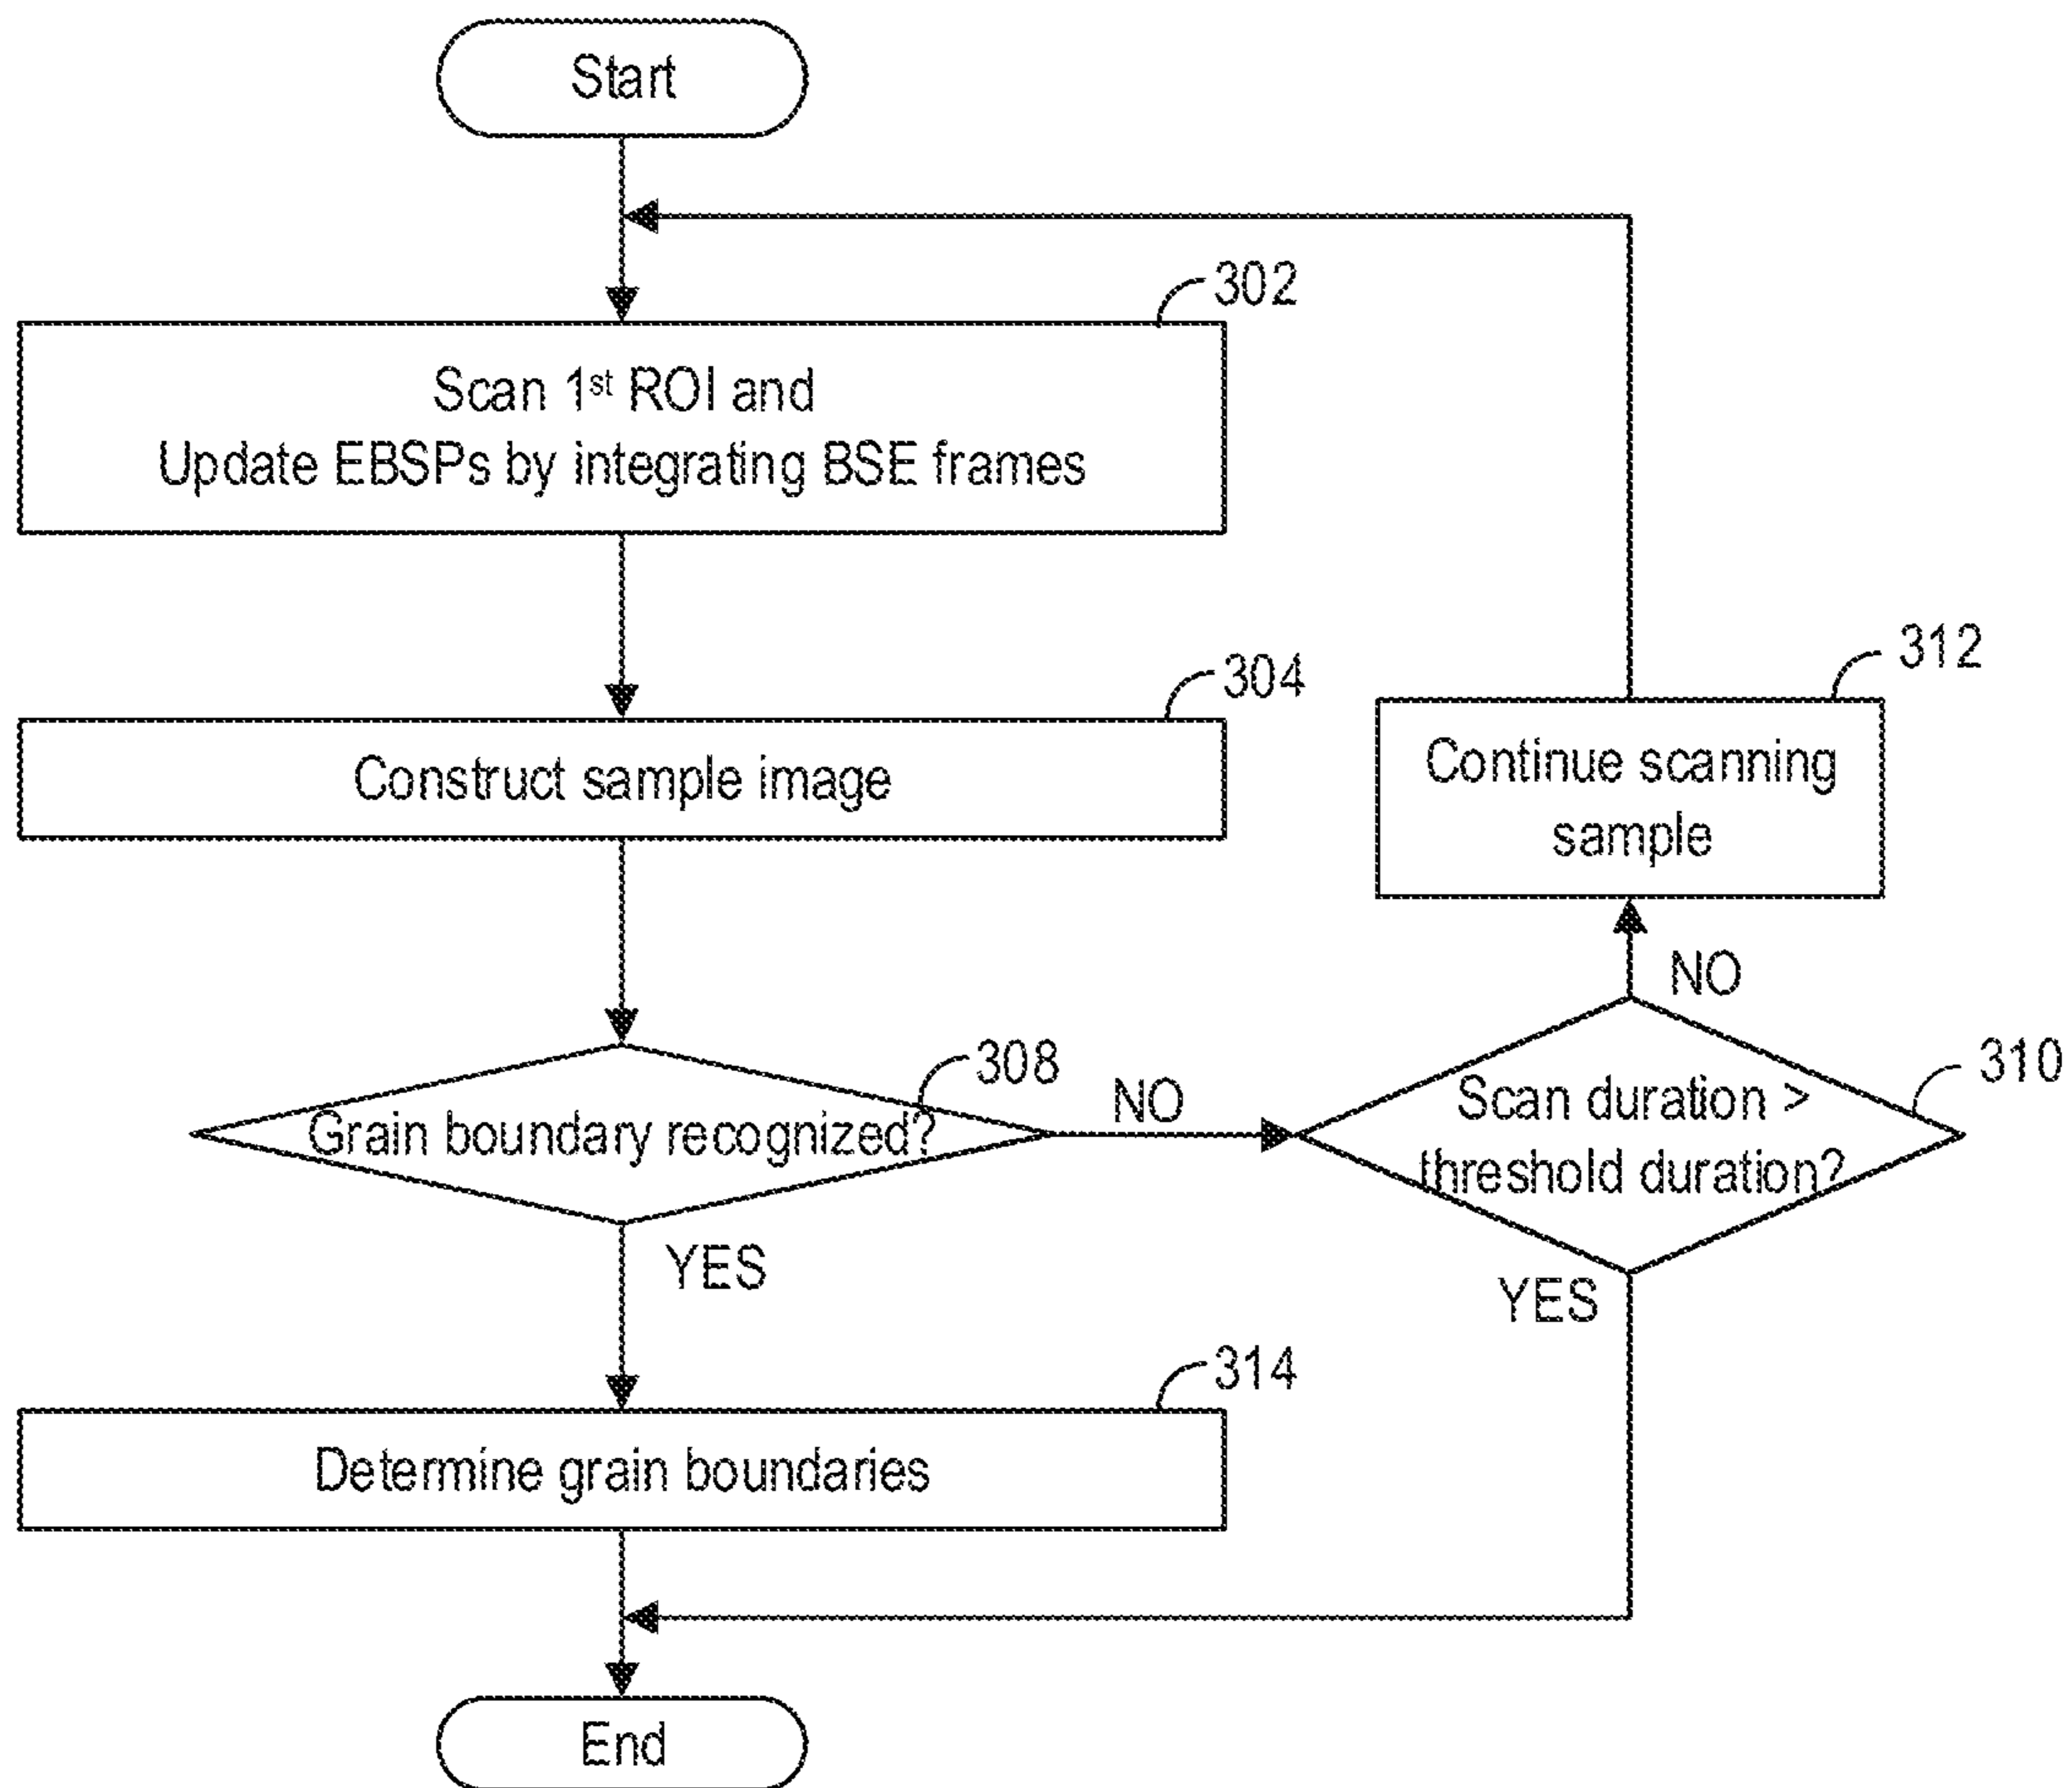 Start
302
Scan 1st ROI and
Update EBSPs by integrating BSE frames
304
Construct sample image
312
Continue scanning
sample
NO
308
Grain boundary recognized?
NO
310
Scan duration >
threshold duration?
YES
YES
314
Determine grain boundaries
End